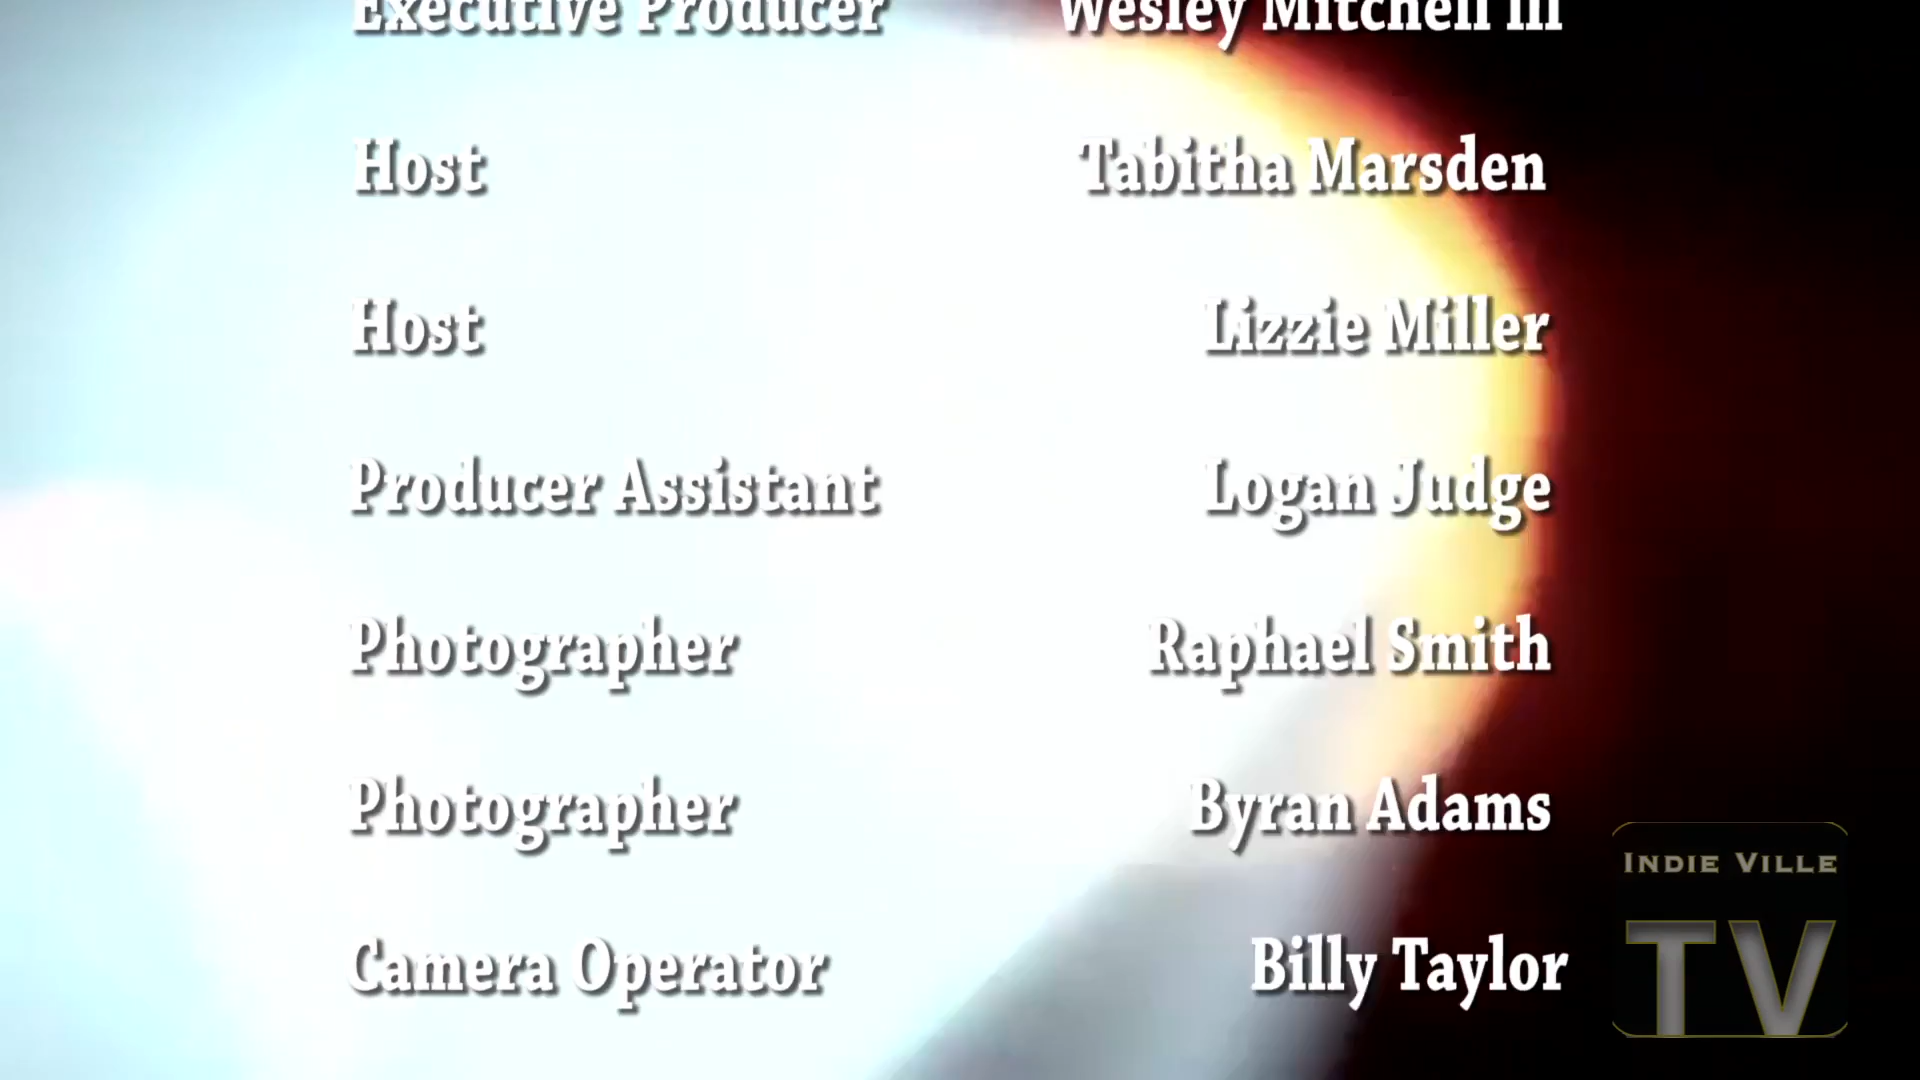 Executive Producer Wesley Mitchell III
Host Tabitha Marsden
Host Lizzie Miller
Producer Assistant Logan Judge
Photographer Raphael Smith
Photographer Byran Adams
Camera Operator Billy Taylor
INDIE VILLE
TV